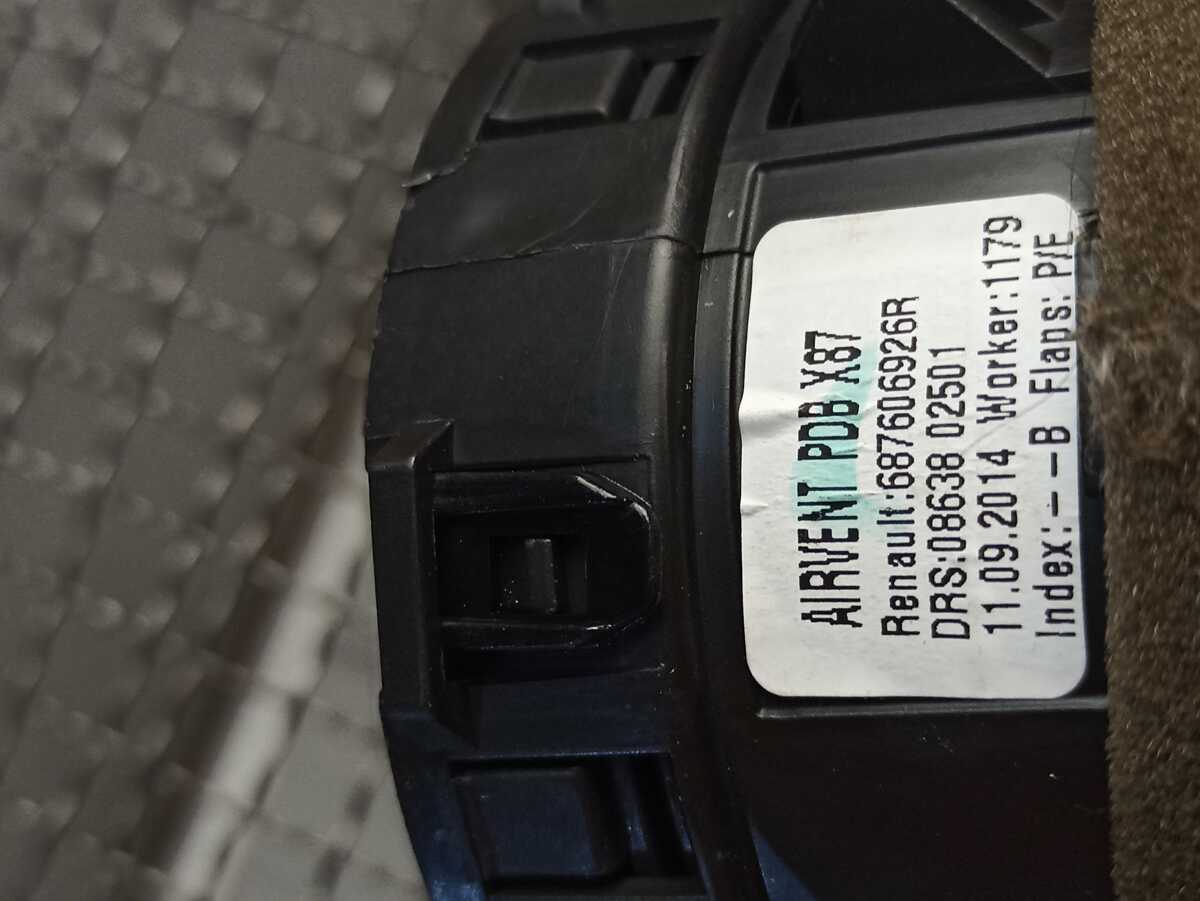 AIRVENT PDB X87
Renault:687606926R
DRS:08638 02501
11.09.2014 Worker:1179
Index:--B Flaps: P/E